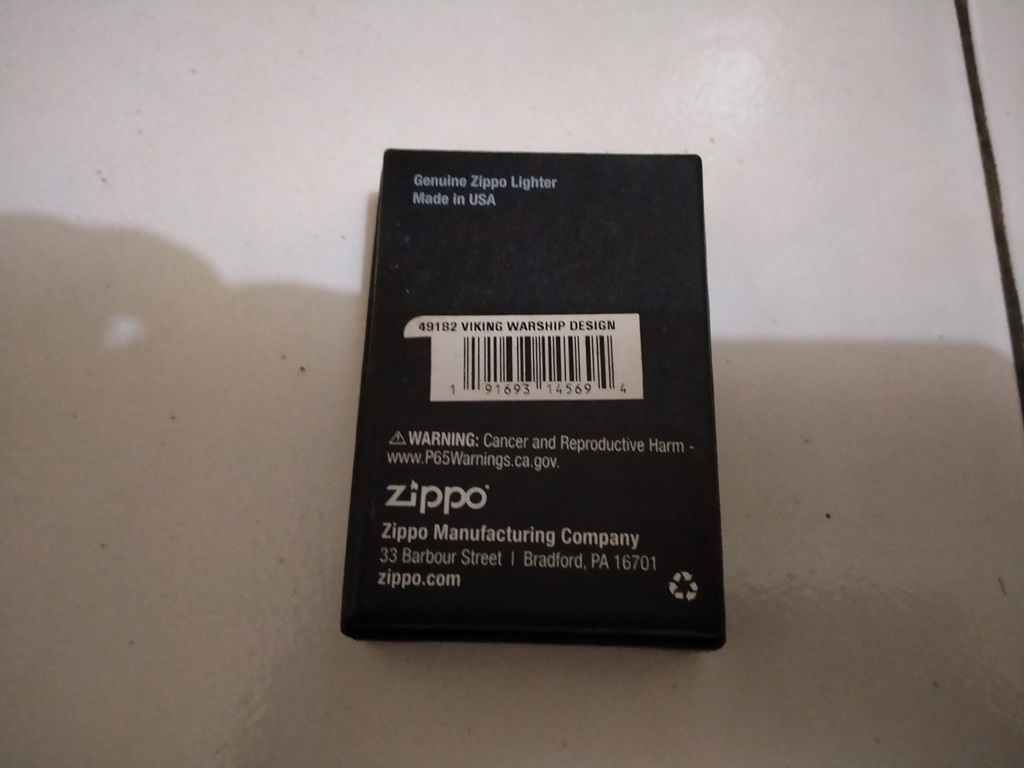 Genuine Zippo Lighter
Made in USA
49182 VIKING WARSHIP DESIGN
1 91693 14569 4
⚠WARNING: Cancer and Reproductive Harm -
www.P65Warnings.ca.gov.
zippo
Zippo Manufacturing Company
33 Barbour Street | Bradford, PA 16701
zippo.com